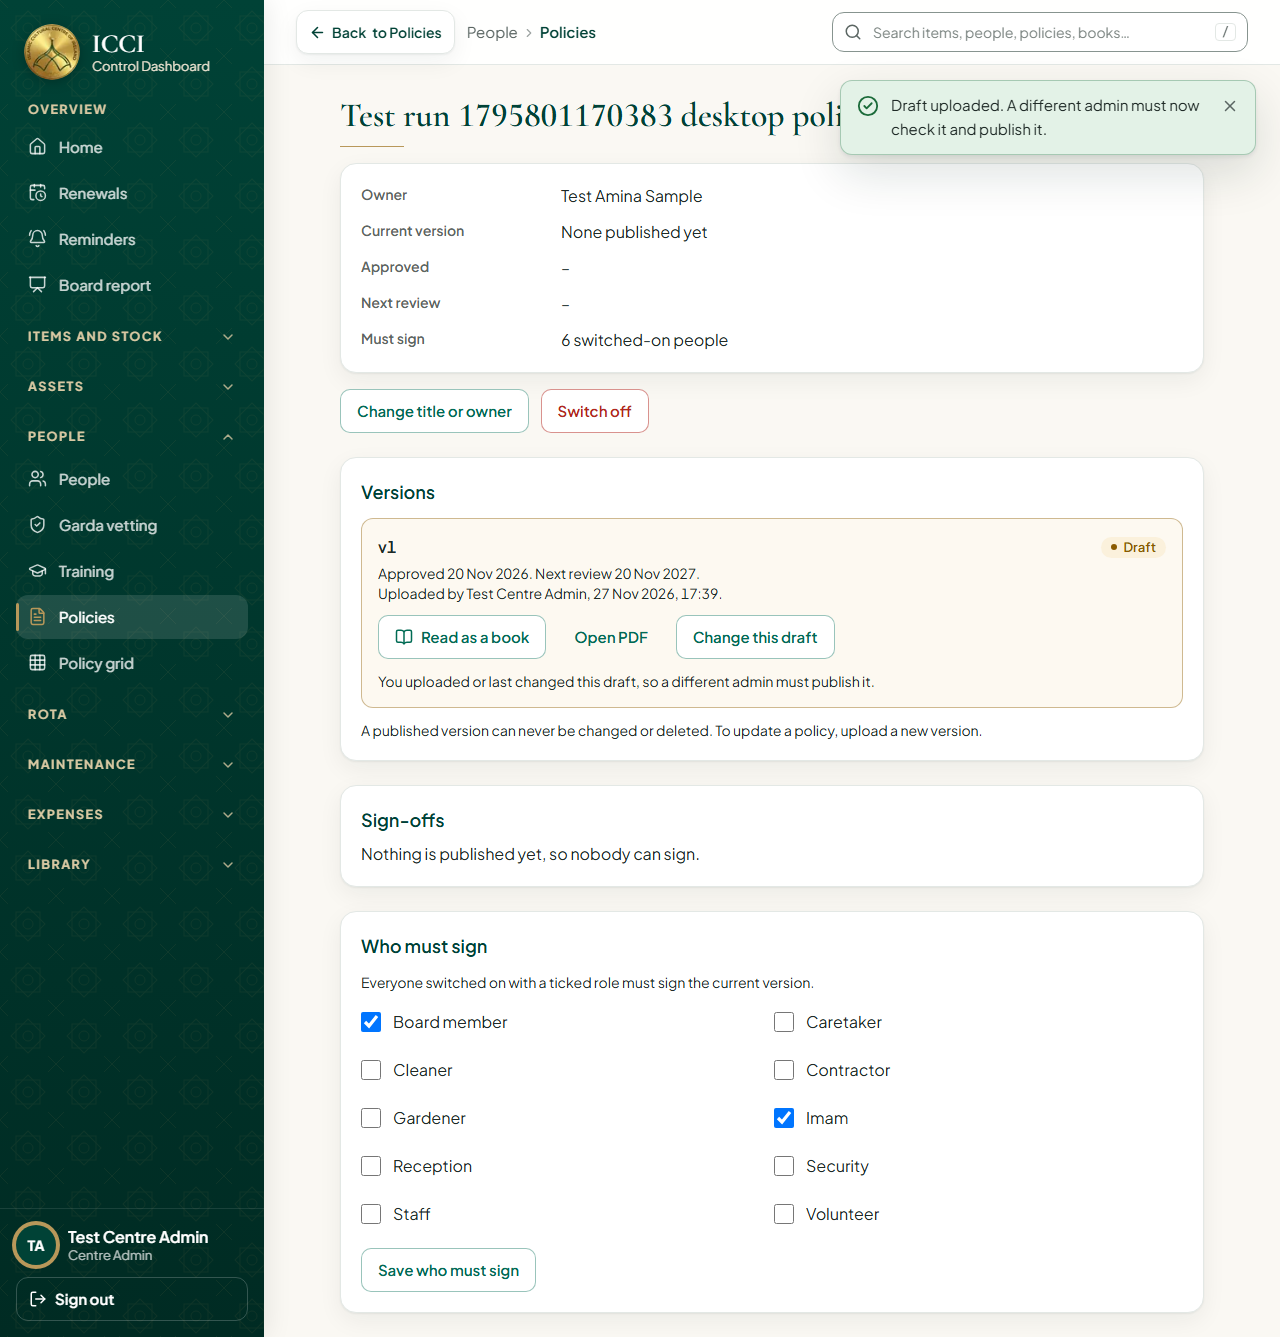 ICCI
Control Dashboard
OVERVIEW
Home
Renewals
Reminders
Board report
ITEMS AND STOCK
ASSETS
PEOPLE
People
Garda vetting
Training
Policies
Policy grid
ROTA
MAINTENANCE
EXPENSES
LIBRARY
TA
Test Centre Admin
Centre Admin
Sign out
Back to Policies
People > Policies
Search items, people, policies, books…
/
Draft uploaded. A different admin must now
check it and publish it.
Test run 1795801170383 desktop poli
Owner Test Amina Sample
Current version None published yet
Approved –
Next review –
Must sign 6 switched-on people
Change title or owner
Switch off
Versions
v1
Draft
Approved 20 Nov 2026. Next review 20 Nov 2027.
Uploaded by Test Centre Admin, 27 Nov 2026, 17:39.
Read as a book
Open PDF
Change this draft
You uploaded or last changed this draft, so a different admin must publish it.
A published version can never be changed or deleted. To update a policy, upload a new version.
Sign-offs
Nothing is published yet, so nobody can sign.
Who must sign
Everyone switched on with a ticked role must sign the current version.
Board member
Caretaker
Cleaner
Contractor
Gardener
Imam
Reception
Security
Staff
Volunteer
Save who must sign